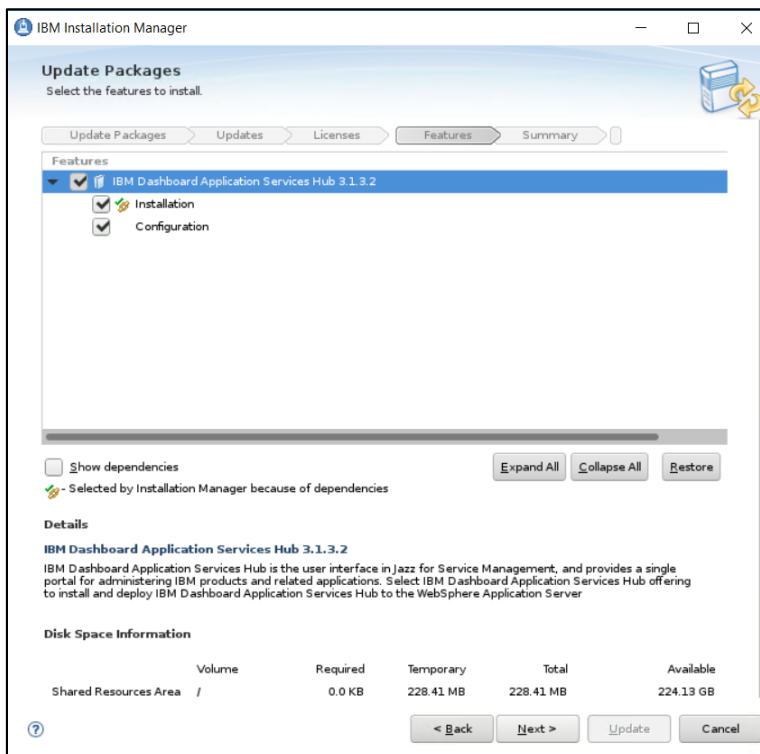 IBM Installation Manager
Update Packages
Select the features to install.
Update Packages
Updates
Licenses
Features
Summary
Features
IBM Dashboard Application Services Hub 3.1.3.2
Installation
Configuration
Show dependencies
Expand All
Collapse All
Restore
- Selected by Installation Manager because of dependencies
Details
IBM Dashboard Application Services Hub 3.1.3.2
IBM Dashboard Application Services Hub is the user interface in Jazz for Service Management, and provides a single
portal for administering IBM products and related applications. Select IBM Dashboard Application Services Hub offering
to install and deploy IBM Dashboard Application Services Hub to the WebSphere Application Server
Disk Space Information
Volume Required Temporary Total Available
Shared Resources Area / 0.0 KB 228.41 MB 228.41 MB 224.13 GB
?
< Back
Next >
Update
Cancel